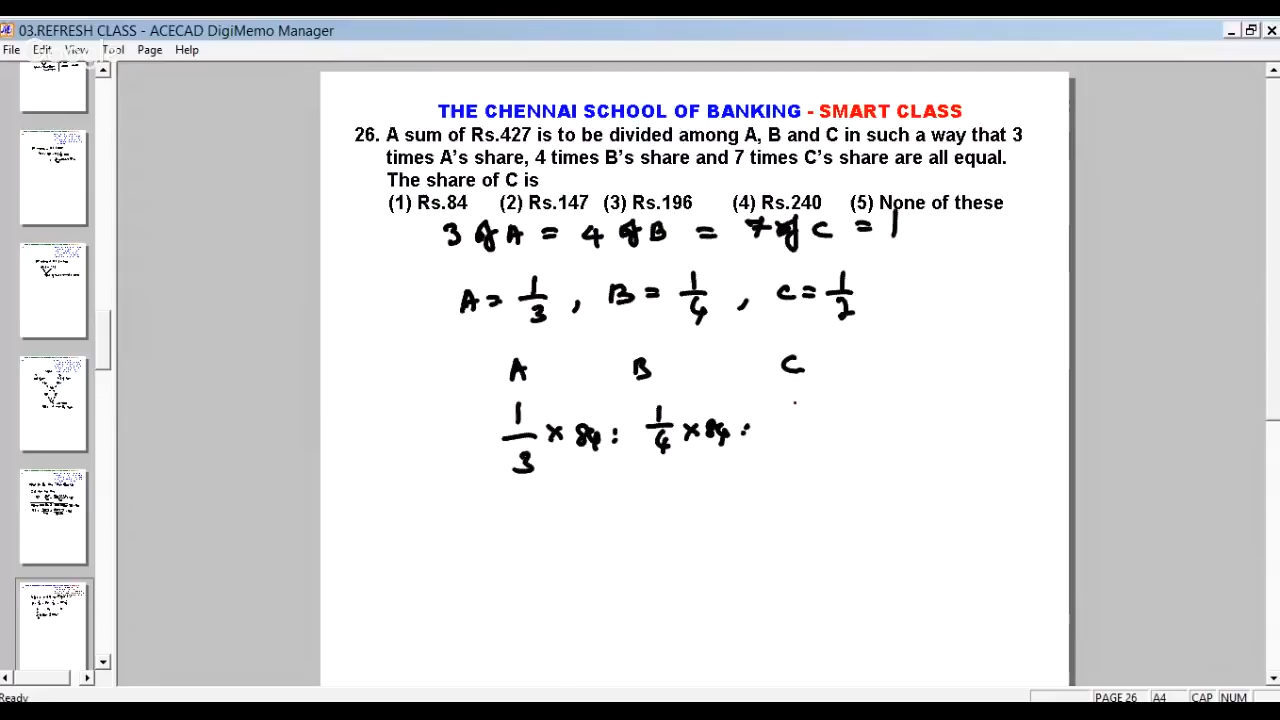 03.REFRESH CLASS - ACECAD DigiMemo Manager
File Edit View Tool Page Help
THE CHENNAI SCHOOL OF BANKING - SMART CLASS
26. A sum of Rs.427 is to be divided among A, B and C in such a way that 3
times A's share, 4 times B's share and 7 times C's share are all equal.
The share of C is
(1) Rs.84 (2) Rs.147 (3) Rs.196 (4) Rs.240 (5) None of these
3 of A = 4 of B = 7 of C = 1
A = 1/3 , B = 1/4 , C = 1/2
A B C
1/3 × 84 : 1/4 × 84 :
Ready PAGE 26 A4 CAP NUM